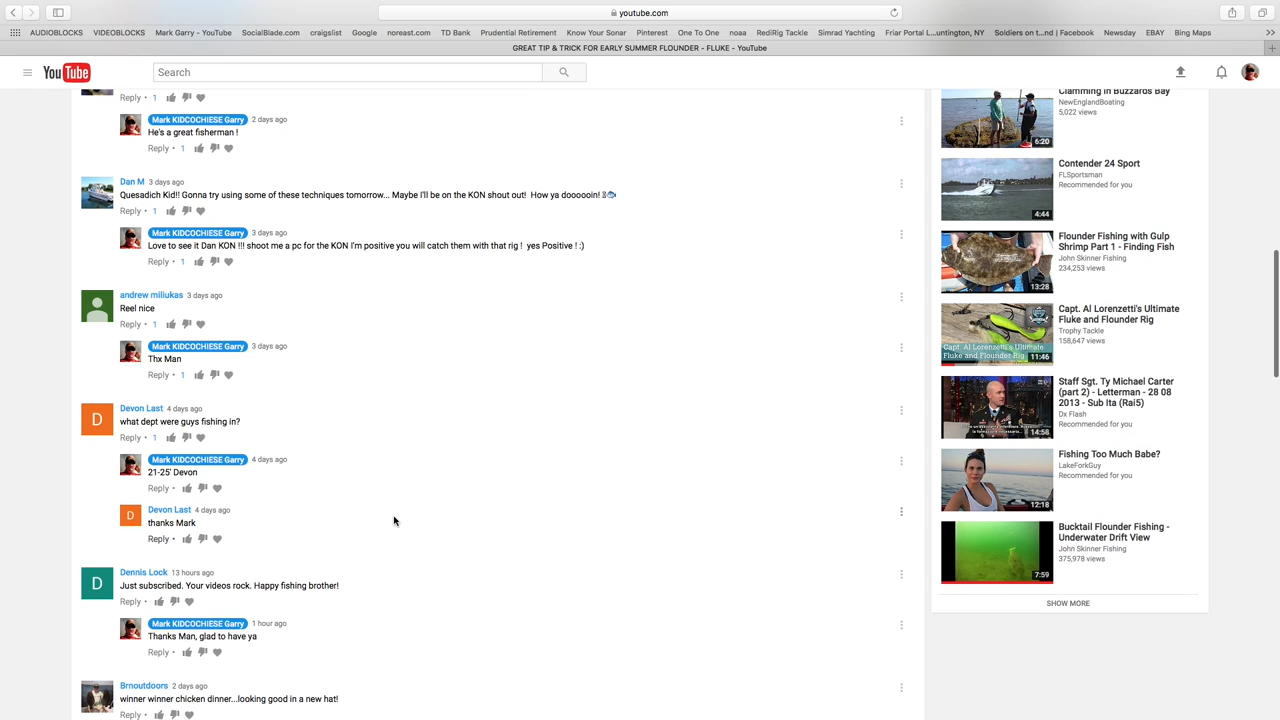 youtube.com
AUDIOBLOCKS VIDEOBLOCKS Mark Garry - YouTube SocialBlade.com craigslist Google noreast.com TD Bank Prudential Retirement Know Your Sonar Pinterest One To One noaa RediRig Tackle Simrad Yachting Friar Portal L...untington, NY Soldiers on t...nd | Facebook Newsday EBAY Bing Maps
GREAT TIP & TRICK FOR EARLY SUMMER FLOUNDER - FLUKE - YouTube
YouTube
Search
Reply • 1
Mark KIDCOCHIESE Garry 2 days ago
He's a great fisherman !
Reply • 1
Dan M 3 days ago
Quesadich Kid!! Gonna try using some of these techniques tomorrow... Maybe I'll be on the KON shout out! How ya doooooin!
Reply • 1
Mark KIDCOCHIESE Garry 3 days ago
Love to see it Dan KON !!! shoot me a pc for the KON I'm positive you will catch them with that rig ! yes Positive ! :)
Reply • 1
andrew miliukas 3 days ago
Reel nice
Reply • 1
Mark KIDCOCHIESE Garry 3 days ago
Thx Man
Reply • 1
Devon Last 4 days ago
what dept were guys fishing in?
Reply • 1
Mark KIDCOCHIESE Garry 4 days ago
21-25' Devon
Reply •
D
Devon Last 4 days ago
thanks Mark
Reply •
D
Dennis Lock 13 hours ago
Just subscribed. Your videos rock. Happy fishing brother!
Reply •
Mark KIDCOCHIESE Garry 1 hour ago
Thanks Man, glad to have ya
Reply •
Brnoutdoors 2 days ago
winner winner chicken dinner...looking good in a new hat!
Reply •
Clamming in Buzzards Bay
NewEnglandBoating
5,022 views
6:20
Contender 24 Sport
FLSportsman
Recommended for you
4:44
Flounder Fishing with Gulp
Shrimp Part 1 - Finding Fish
John Skinner Fishing
234,253 views
13:28
Capt. Al Lorenzetti's Ultimate
Fluke and Flounder Rig
Trophy Tackle
158,647 views
Capt. Al Lorenzetti's Ultimate
Fluke and Flounder Rig
11:46
Staff Sgt. Ty Michael Carter
(part 2) - Letterman - 28 08
2013 - Sub Ita (Rai5)
Dx Flash
Recommended for you
14:58
Fishing Too Much Babe?
LakeForkGuy
Recommended for you
12:18
Bucktail Flounder Fishing -
Underwater Drift View
John Skinner Fishing
375,978 views
7:59
SHOW MORE